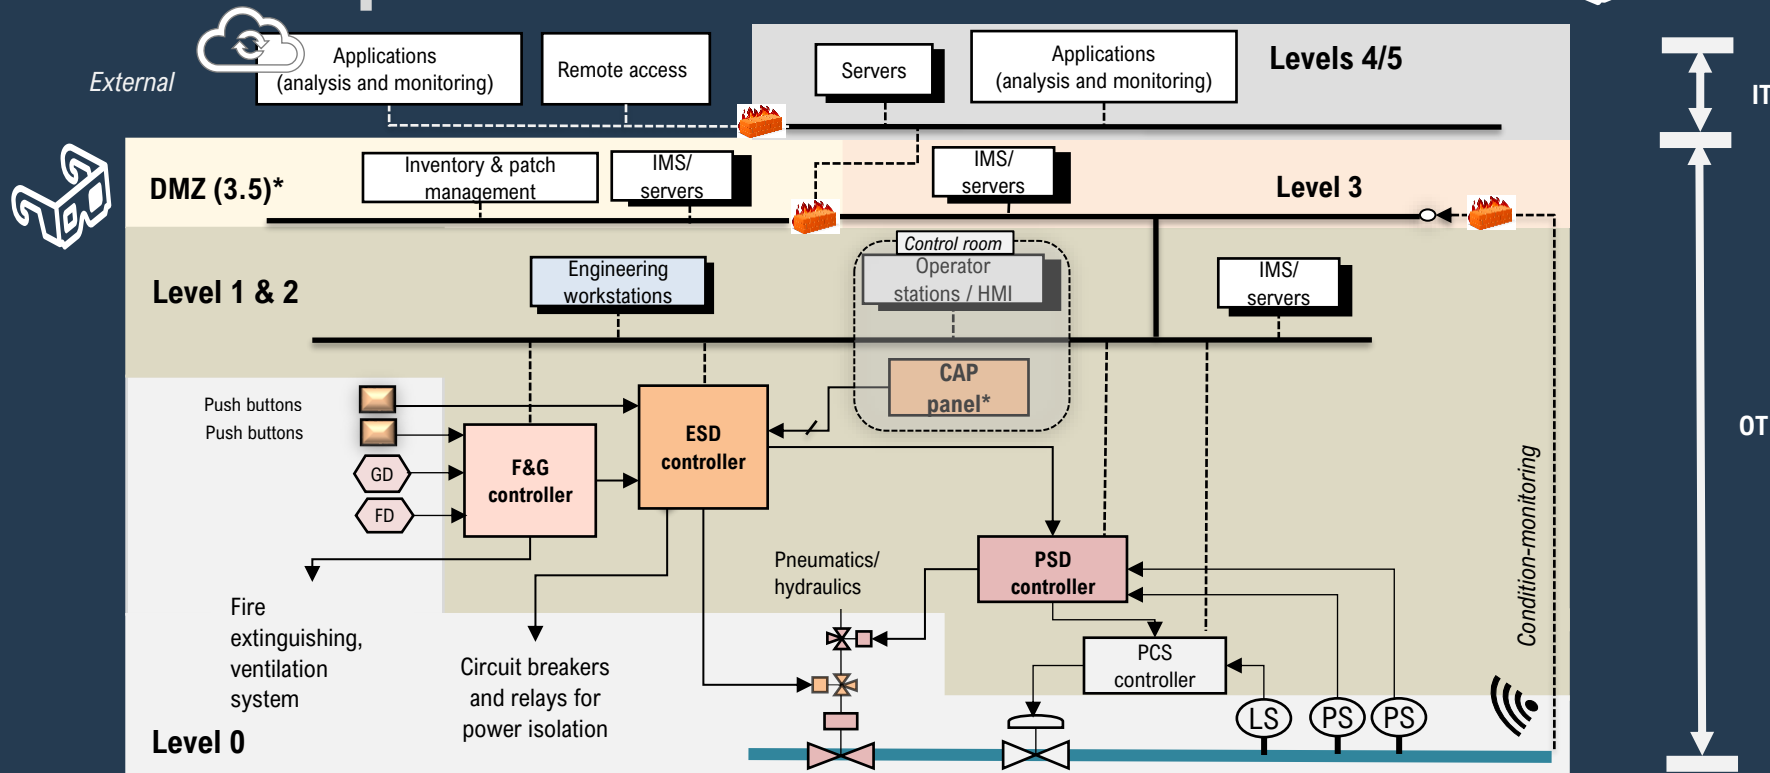 External
Applications
(analysis and monitoring)
Remote access
Servers
Applications
(analysis and monitoring)
Levels 4/5
IT
DMZ (3.5)*
Inventory & patch
management
IMS/
servers
IMS/
servers
Level 3
Control room
Level 1 & 2
Engineering
workstations
Operator
stations / HMI
IMS/
servers
CAP
panel*
Push buttons
Push buttons
GD
FD
F&G
controller
ESD
controller
OT
Condition-monitoring
Pneumatics/
hydraulics
PSD
controller
Fire
extinguishing,
ventilation
system
Circuit breakers
and relays for
power isolation
PCS
controller
LS
PS
PS
Level 0